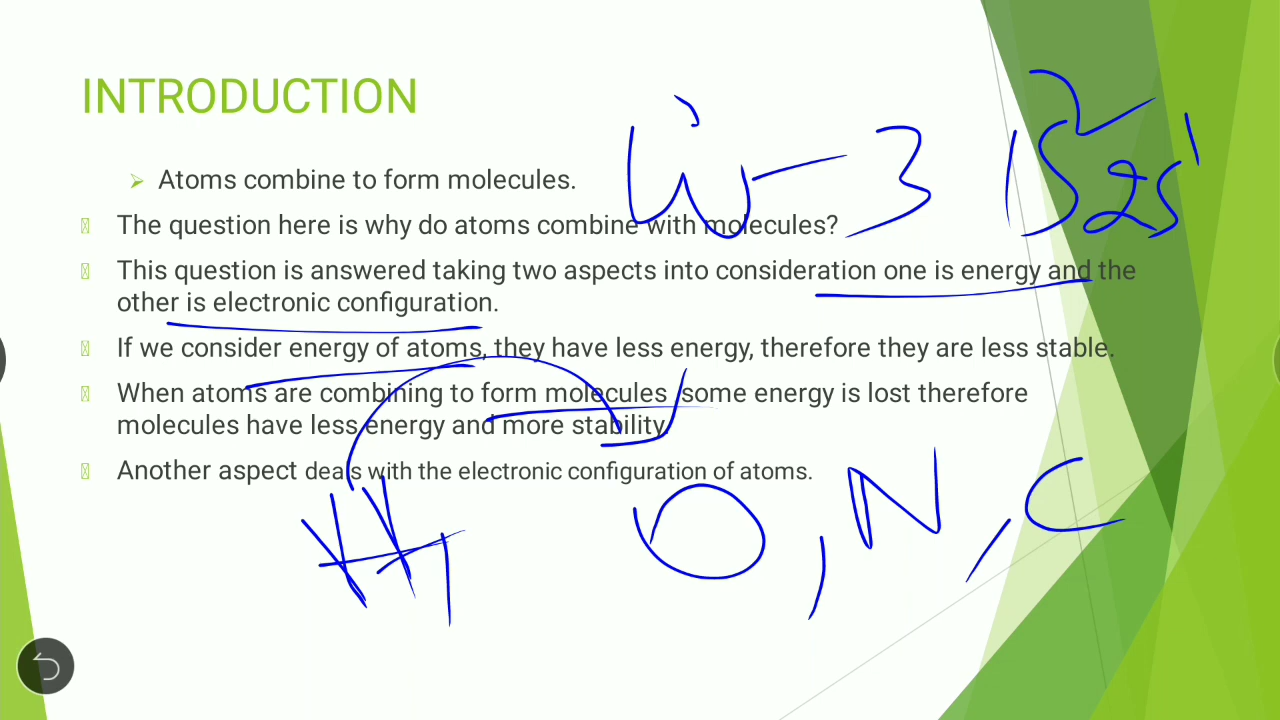 INTRODUCTION
Li - 3 1s² 2s¹
Atoms combine to form molecules.
The question here is why do atoms combine with molecules?
This question is answered taking two aspects into consideration one is energy and the
other is electronic configuration.
If we consider energy of atoms, they have less energy, therefore they are less stable.
When atoms are combining to form molecules some energy is lost therefore
molecules have less energy and more stability.
Another aspect deals with the electronic configuration of atoms.
O, N, C